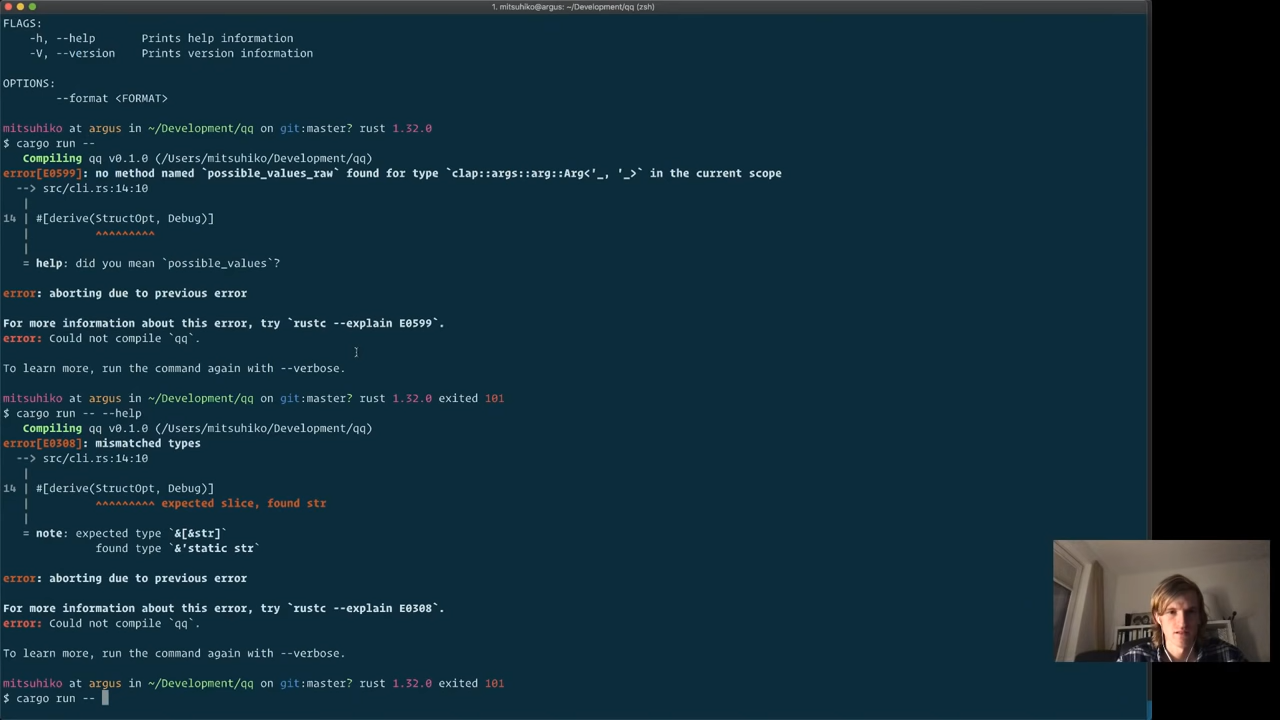 1. mitsuhiko@argus: ~/Development/qq (zsh)
FLAGS:
    -h, --help       Prints help information
    -V, --version    Prints version information
OPTIONS:
        --format <FORMAT>
mitsuhiko at argus in ~/Development/qq on git:master? rust 1.32.0
$ cargo run --
   Compiling qq v0.1.0 (/Users/mitsuhiko/Development/qq)
error[E0599]: no method named `possible_values_raw` found for type `clap::args::arg::Arg<'_, '_>` in the current scope
  --> src/cli.rs:14:10
   |
14 | #[derive(StructOpt, Debug)]
   |          ^^^^^^^^^
   |
   = help: did you mean `possible_values`?
error: aborting due to previous error
For more information about this error, try `rustc --explain E0599`.
error: Could not compile `qq`.
To learn more, run the command again with --verbose.
mitsuhiko at argus in ~/Development/qq on git:master? rust 1.32.0 exited 101
$ cargo run -- --help
   Compiling qq v0.1.0 (/Users/mitsuhiko/Development/qq)
error[E0308]: mismatched types
  --> src/cli.rs:14:10
   |
14 | #[derive(StructOpt, Debug)]
   |          ^^^^^^^^^ expected slice, found str
   |
   = note: expected type `&[&str]`
              found type `&'static str`
error: aborting due to previous error
For more information about this error, try `rustc --explain E0308`.
error: Could not compile `qq`.
To learn more, run the command again with --verbose.
mitsuhiko at argus in ~/Development/qq on git:master? rust 1.32.0 exited 101
$ cargo run --